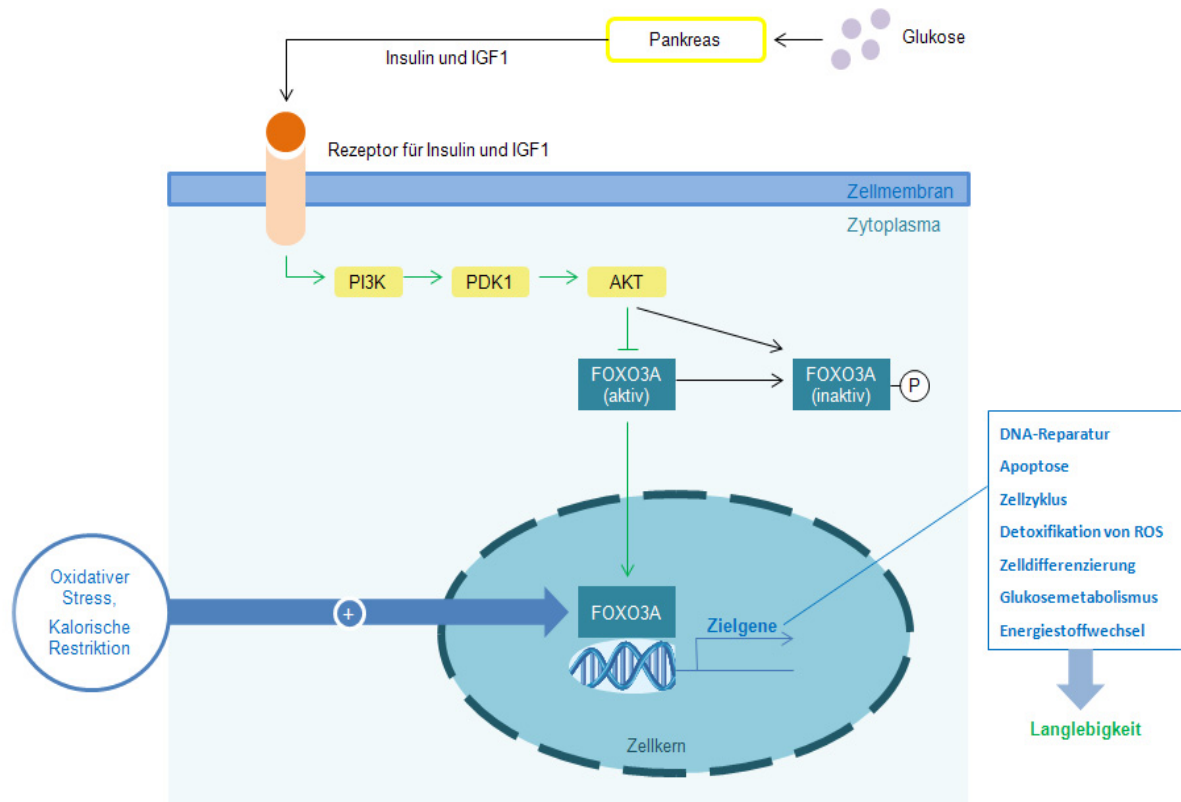 Pankreas
Glukose
Insulin und IGF1
Rezeptor für Insulin und IGF1
Zellmembran
Zytoplasma
PI3K
PDK1
AKT
FOXO3A
(aktiv)
FOXO3A
(inaktiv)
P
DNA-Reparatur
Apoptose
Zellzyklus
Detoxifikation von ROS
Zelldifferenzierung
Glukosemetabolismus
Energiestoffwechsel
Oxidativer
Stress,
Kalorische
Restriktion
+
FOXO3A
Zielgene
Zellkern
Langlebigkeit